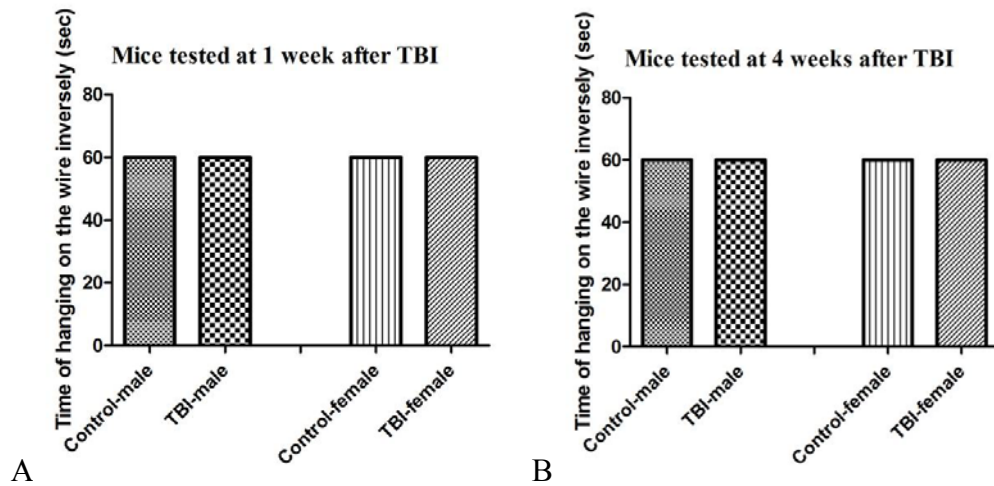 Mice tested at 1 week after TBI
Time of hanging on the wire inversely (sec)
80
60
40
20
0
Control-male
TBI-male
Control-female
TBI-female
A
Mice tested at 4 weeks after TBI
Time of hanging on the wire inversely (sec)
80
60
40
20
0
Control-male
TBI-male
Control-female
TBI-female
B